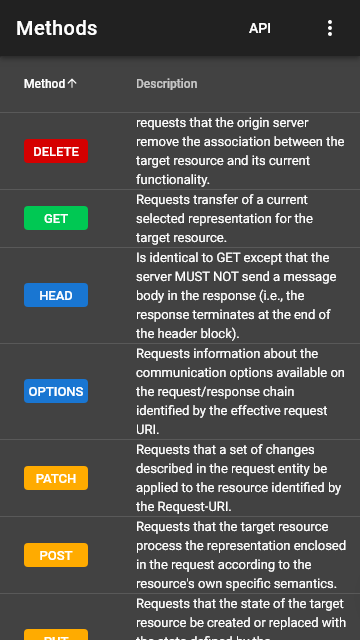 Methods API
Method Description
requests that the origin server
remove the association between the
DELETE
target resource and its current
functionality.
Requests transfer of a current
GET
selected representation for the
target resource.
Is identical to GET except that the
server MUST NOT send a message
HEAD
body in the response (i.e., the
response terminates at the end of
the header block).
Requests information about the
communication options available on
OPTIONS
the request/response chain
identified by the effective request
URI.
Requests that a set of changes
described in the request entity be
PATCH
applied to the resource identified by
the Request-URI.
Requests that the target resource
process the representation enclosed
POST
in the request according to the
resource's own specific semantics.
Requests that the state of the target
resource be created or replaced with
PUT
the state defined by the